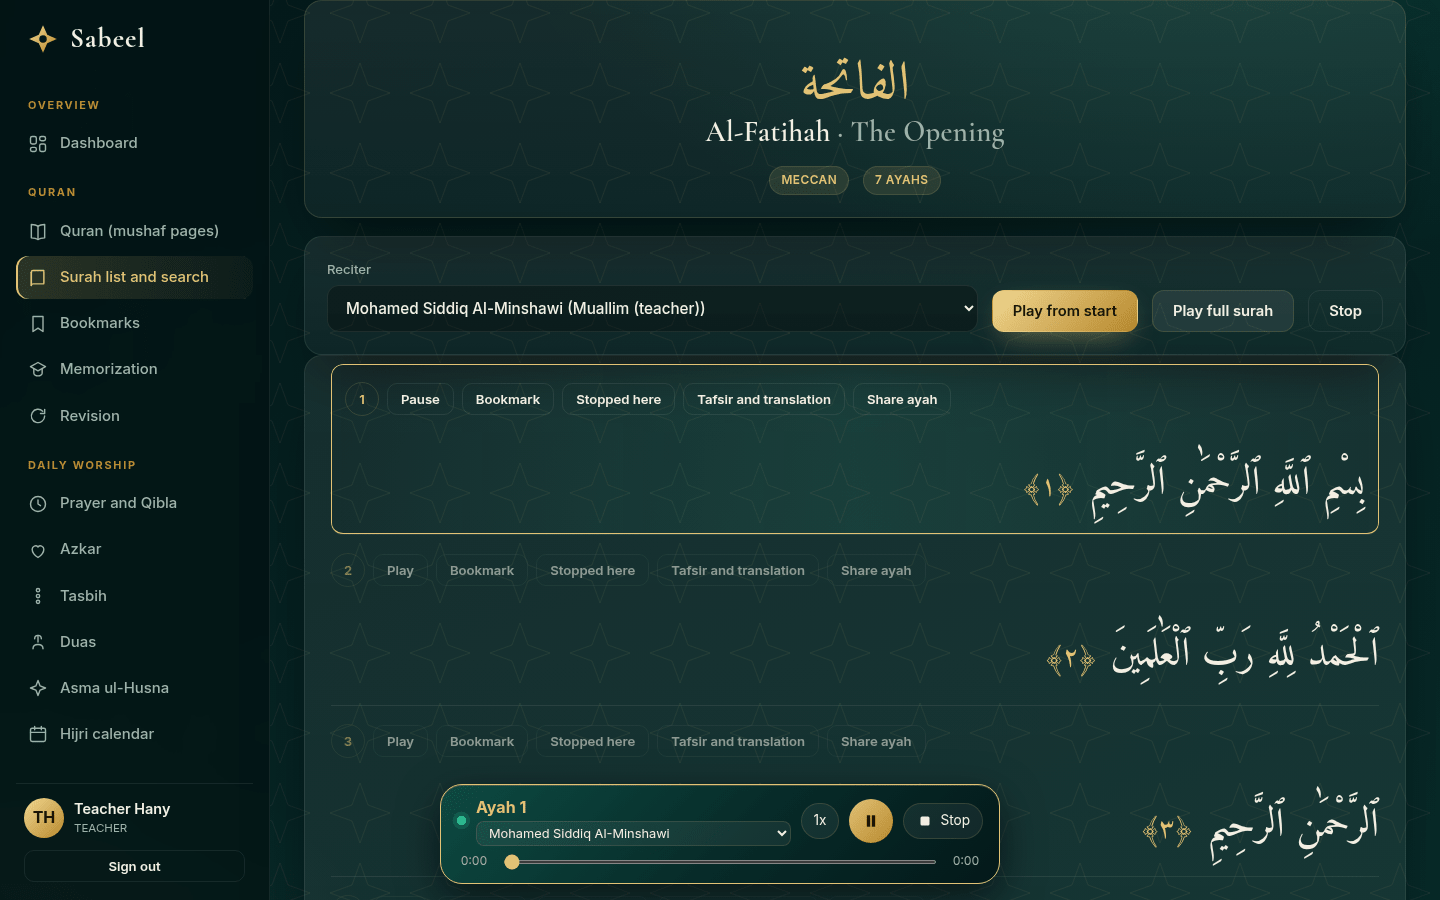 Sabeel
OVERVIEW
Dashboard
QURAN
Quran (mushaf pages)
Surah list and search
Bookmarks
Memorization
Revision
DAILY WORSHIP
Prayer and Qibla
Azkar
Tasbih
Duas
Asma ul-Husna
Hijri calendar
TH
Teacher Hany
TEACHER
Sign out
الفاتحة
Al-Fatihah · The Opening
MECCAN 7 AYAHS
Reciter
Mohamed Siddiq Al-Minshawi (Muallim (teacher)) Play from start Play full surah Stop
1 Pause Bookmark Stopped here Tafsir and translation Share ayah
بِسْمِ ٱللَّهِ ٱلرَّحْمَٰنِ ٱلرَّحِيمِ ﴿١﴾
2 Play Bookmark Stopped here Tafsir and translation Share ayah
ٱلْحَمْدُ لِلَّهِ رَبِّ ٱلْعَٰلَمِينَ ﴿٢﴾
3 Play Bookmark Stopped here Tafsir and translation Share ayah
ٱلرَّحْمَٰنِ ٱلرَّحِيمِ ﴿٣﴾
Ayah 1
Mohamed Siddiq Al-Minshawi
1x Stop
0:00 0:00